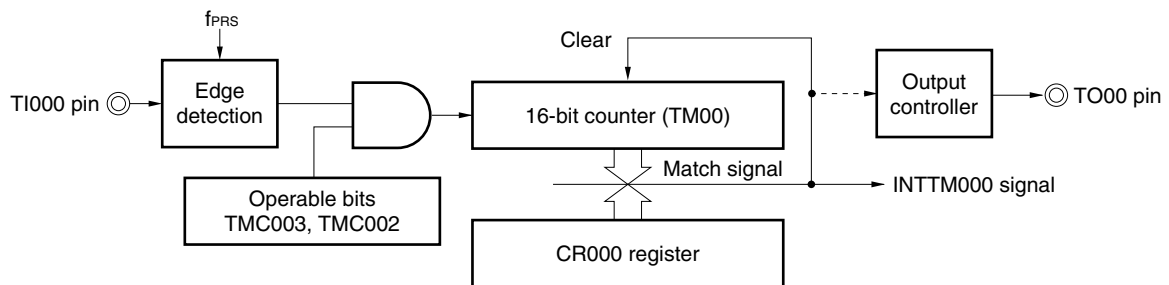 fPRS
Clear
TI000 pin
Edge
detection
16-bit counter (TM00)
Output
controller
TO00 pin
Operable bits
TMC003, TMC002
Match signal
INTTM000 signal
CR000 register